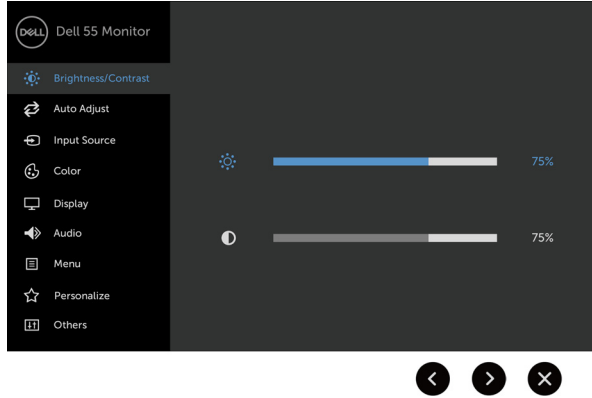 DELL Dell 55 Monitor
Brightness/Contrast
Auto Adjust
Input Source
Color
Display
Audio
Menu
Personalize
Others
75%
75%